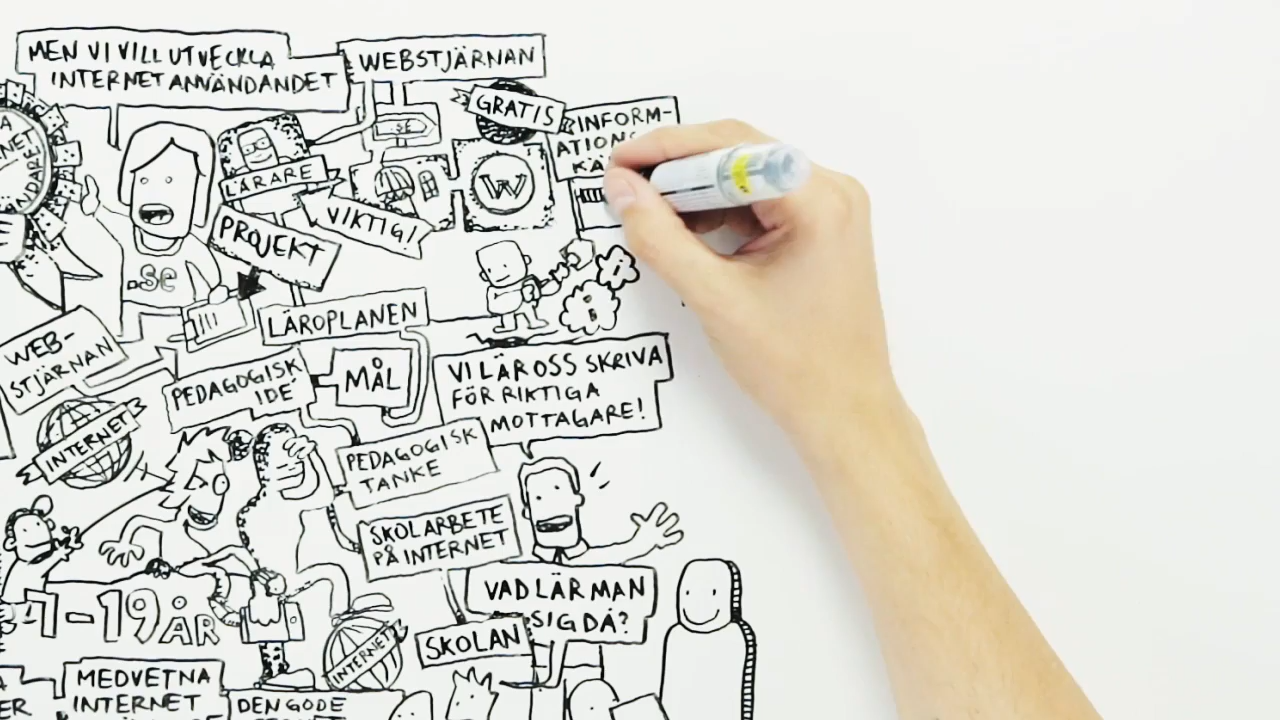 MEN VI VILL UTVECKLA
INTERNETANVÄNDANDET
WEBSTJÄRNAN
GRATIS
INFORM-
ATIONS
KÄ
.SE
W
LÄRARE
VIKTIG!
PROJEKT
.SE
LÄROPLANEN
WEB-
STJÄRNAN
PEDAGOGISK
IDÉ
MÅL
VI LÄR OSS SKRIVA
FÖR RIKTIGA
MOTTAGARE!
INTERNET
PEDAGOGISK
TANKE
SKOLARBETE
PÅ INTERNET
VAD LÄR MAN
SIG DÅ?
7-19 ÅR
SKOLAN
INTERNET
MEDVETNA
INTERNET
DEN GODE